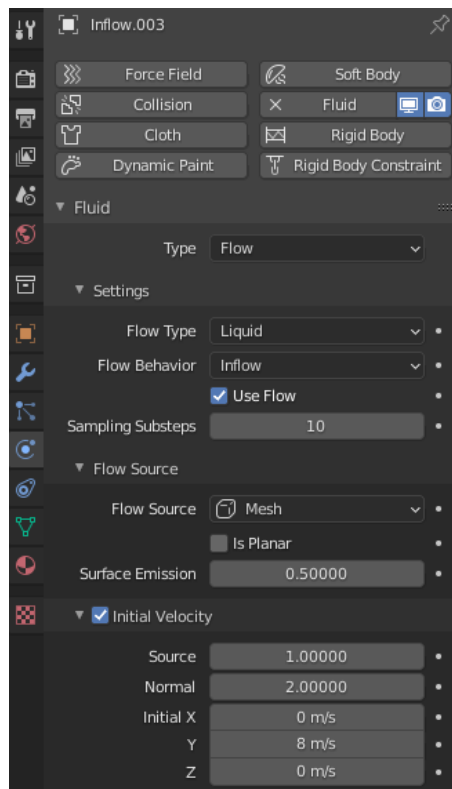 Inflow.003
Force Field Soft Body
Collision Fluid
Cloth Rigid Body
Dynamic Paint Rigid Body Constraint
Fluid
Type Flow
Settings
Flow Type Liquid
Flow Behavior Inflow
Use Flow
Sampling Substeps 10
Flow Source
Flow Source Mesh
Is Planar
Surface Emission 0.50000
Initial Velocity
Source 1.00000
Normal 2.00000
Initial X 0 m/s
Y 8 m/s
Z 0 m/s